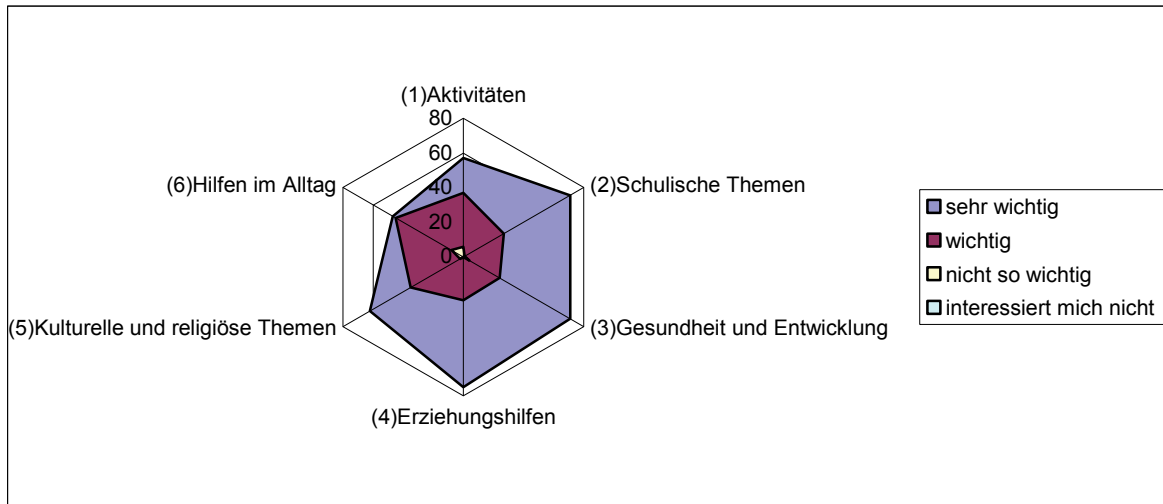 (1)Aktivitäten
80
60
40
20
0
(6)Hilfen im Alltag
(2)Schulische Themen
(5)Kulturelle und religiöse Themen
(3)Gesundheit und Entwicklung
(4)Erziehungshilfen
sehr wichtig
wichtig
nicht so wichtig
interessiert mich nicht